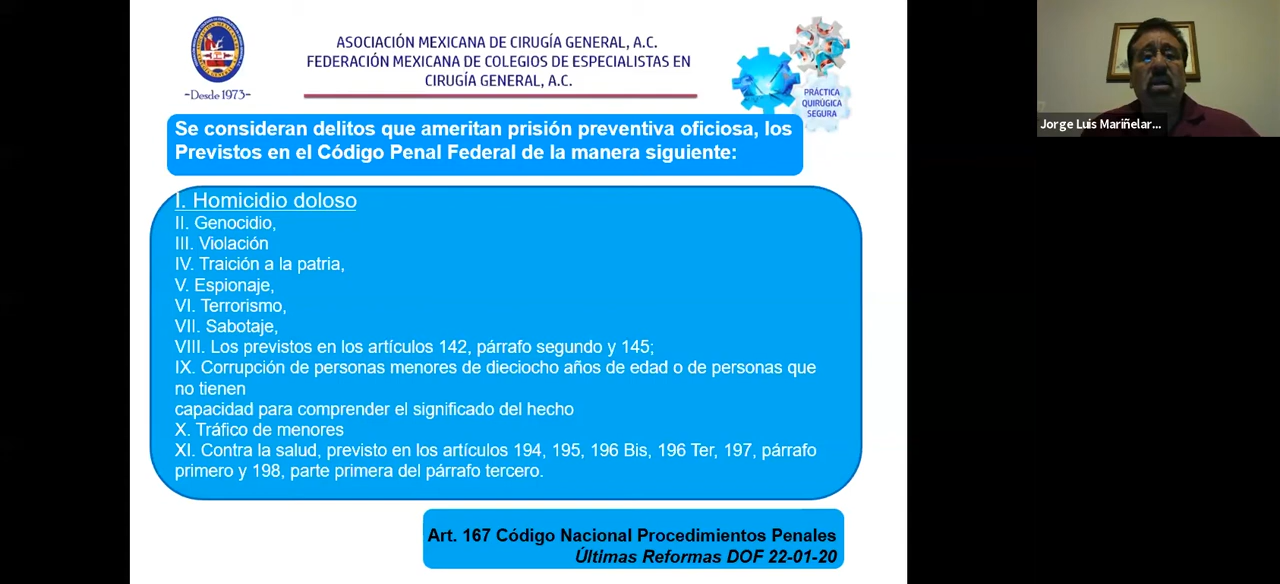 ASOCIACIÓN MEXICANA DE CIRUGÍA GENERAL, A.C.
FEDERACIÓN MEXICANA DE COLEGIOS DE ESPECIALISTAS EN
CIRUGÍA GENERAL, A.C.
~Desde 1973~
PRÁCTICA
QUIRÚGICA
SEGURA
Jorge Luis Mariñelar...
Se consideran delitos que ameritan prisión preventiva oficiosa, los
Previstos en el Código Penal Federal de la manera siguiente:
I. Homicidio doloso
II. Genocidio,
III. Violación
IV. Traición a la patria,
V. Espionaje,
VI. Terrorismo,
VII. Sabotaje,
VIII. Los previstos en los artículos 142, párrafo segundo y 145;
IX. Corrupción de personas menores de dieciocho años de edad o de personas que
no tienen
capacidad para comprender el significado del hecho
X. Tráfico de menores
XI. Contra la salud, previsto en los artículos 194, 195, 196 Bis, 196 Ter, 197, párrafo
primero y 198, parte primera del párrafo tercero.
Art. 167 Código Nacional Procedimientos Penales
Últimas Reformas DOF 22-01-20